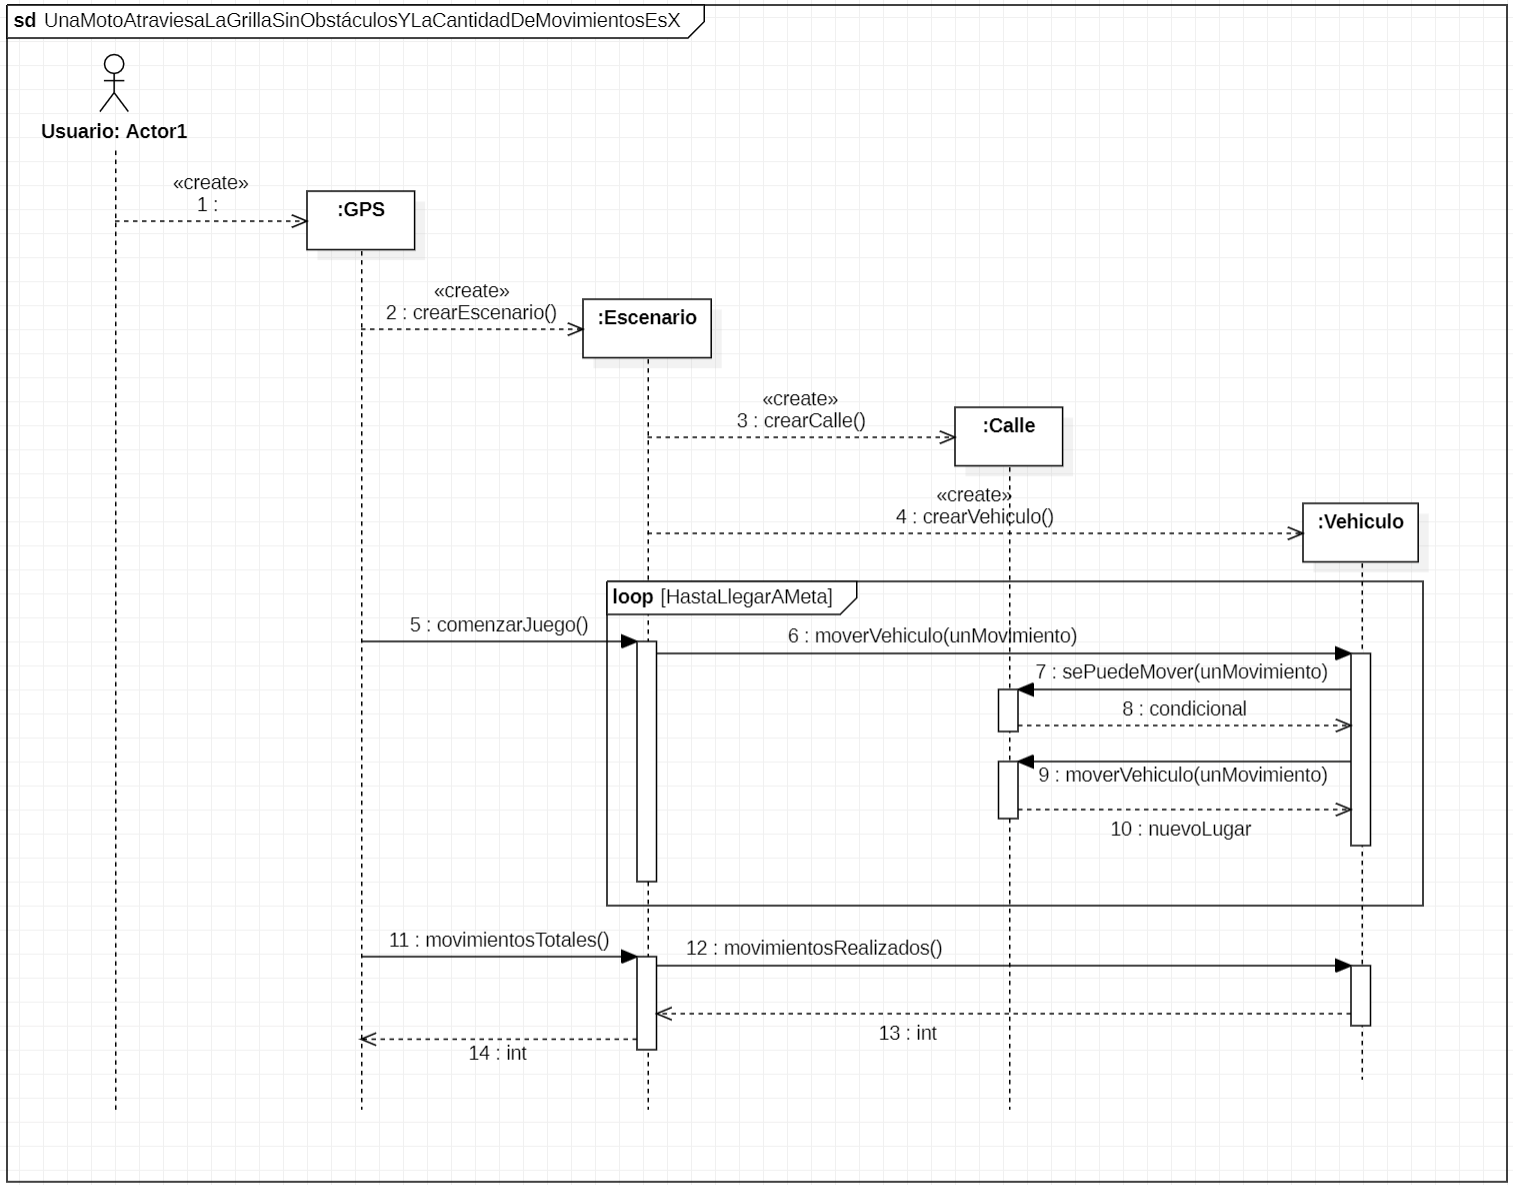 sd UnaMotoAtraviesaLaGrillaSinObstáculosYLaCantidadDeMovimientosEsX
Usuario: Actor1
«create»
1 :
:GPS
«create»
2 : crearEscenario()
:Escenario
«create»
3 : crearCalle()
:Calle
«create»
4 : crearVehiculo()
:Vehiculo
loop [HastaLlegarAMeta]
5 : comenzarJuego()
6 : moverVehiculo(unMovimiento)
7 : sePuedeMover(unMovimiento)
8 : condicional
9 : moverVehiculo(unMovimiento)
10 : nuevoLugar
11 : movimientosTotales()
12 : movimientosRealizados()
13 : int
14 : int